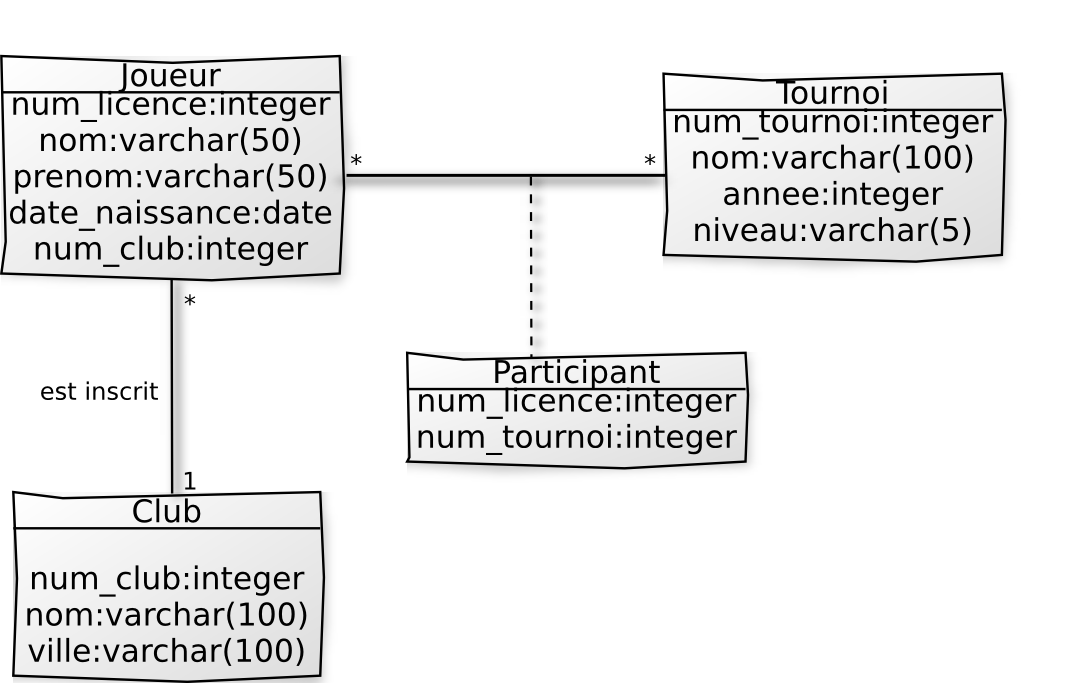 Joueur
num_licence:integer
nom:varchar(50)
prenom:varchar(50)
date_naissance:date
num_club:integer
*
*
Tournoi
num_tournoi:integer
nom:varchar(100)
annee:integer
niveau:varchar(5)
*
est inscrit
1
Participant
num_licence:integer
num_tournoi:integer
Club
num_club:integer
nom:varchar(100)
ville:varchar(100)